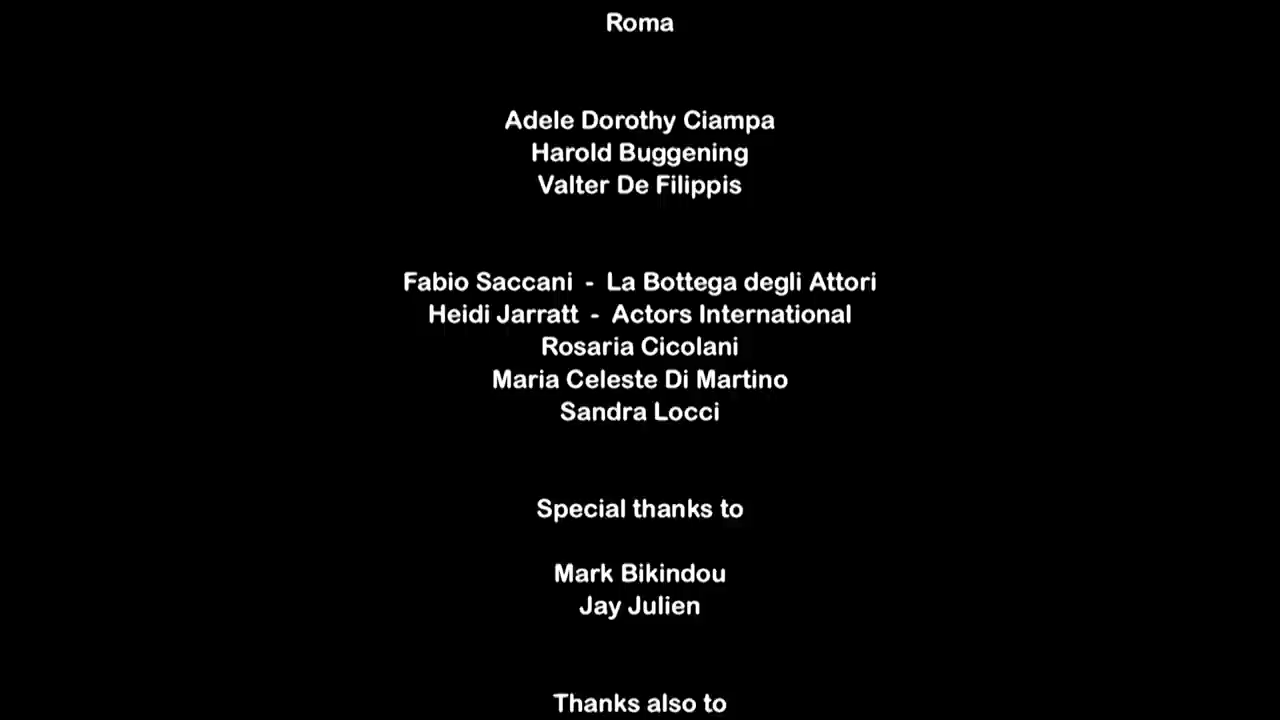 Roma
Adele Dorothy Ciampa
Harold Buggening
Valter De Filippis
Fabio Saccani - La Bottega degli Attori
Heidi Jarratt - Actors International
Rosaria Cicolani
Maria Celeste Di Martino
Sandra Locci
Special thanks to
Mark Bikindou
Jay Julien
Thanks also to